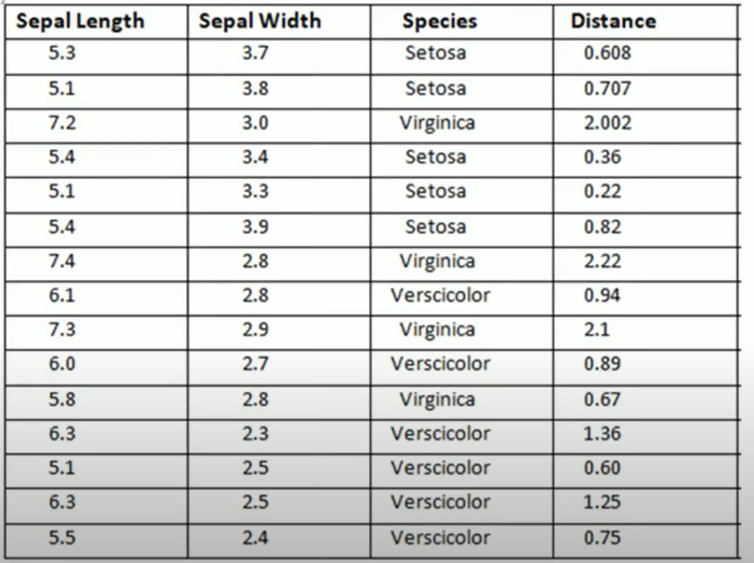 Sepal Length Sepal Width Species Distance
5.3 3.7 Setosa 0.608
5.1 3.8 Setosa 0.707
7.2 3.0 Virginica 2.002
5.4 3.4 Setosa 0.36
5.1 3.3 Setosa 0.22
5.4 3.9 Setosa 0.82
7.4 2.8 Virginica 2.22
6.1 2.8 Verscicolor 0.94
7.3 2.9 Virginica 2.1
6.0 2.7 Verscicolor 0.89
5.8 2.8 Virginica 0.67
6.3 2.3 Verscicolor 1.36
5.1 2.5 Verscicolor 0.60
6.3 2.5 Verscicolor 1.25
5.5 2.4 Verscicolor 0.75